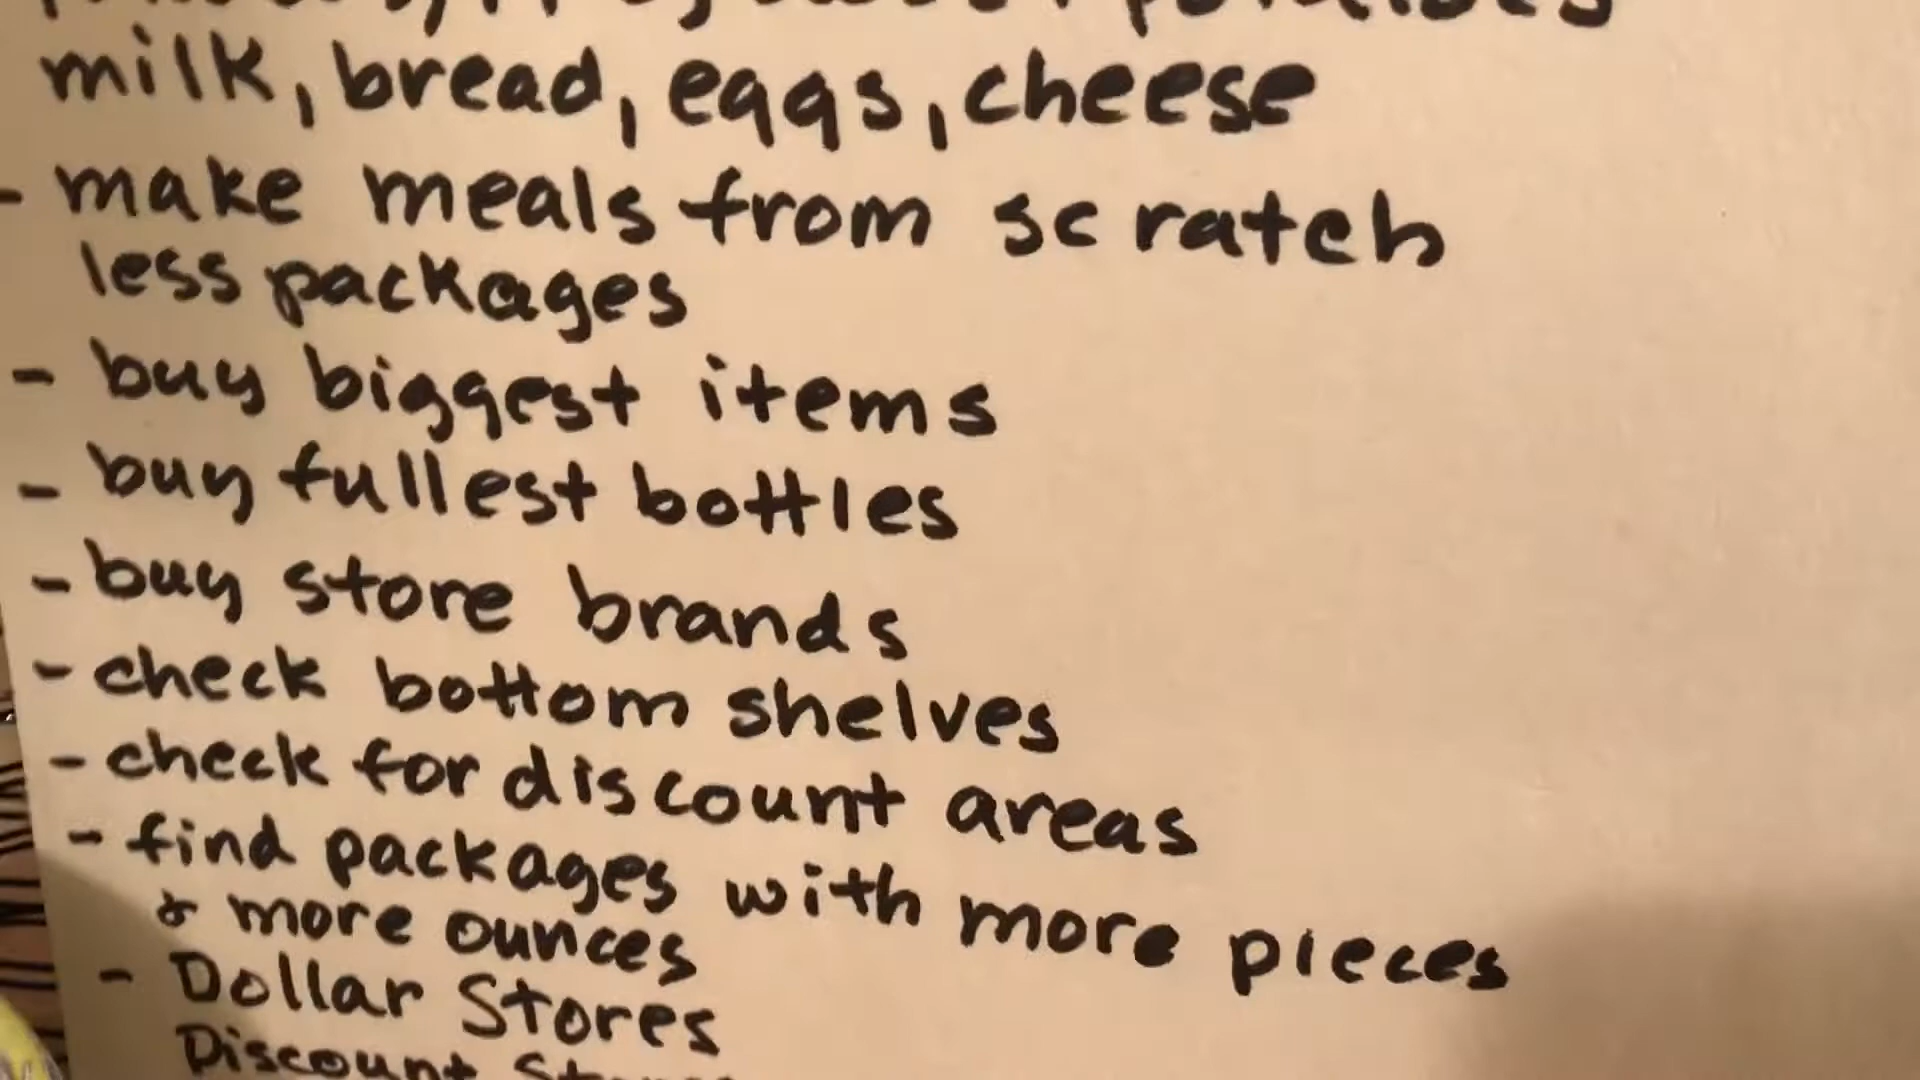 milk, bread, eggs, cheese
- make meals from scratch
less packages
- buy biggest items
- buy fullest bottles
- buy store brands
- check bottom shelves
- check for discount areas
- find packages with more pieces
& more ounces
- Dollar Stores
Discount